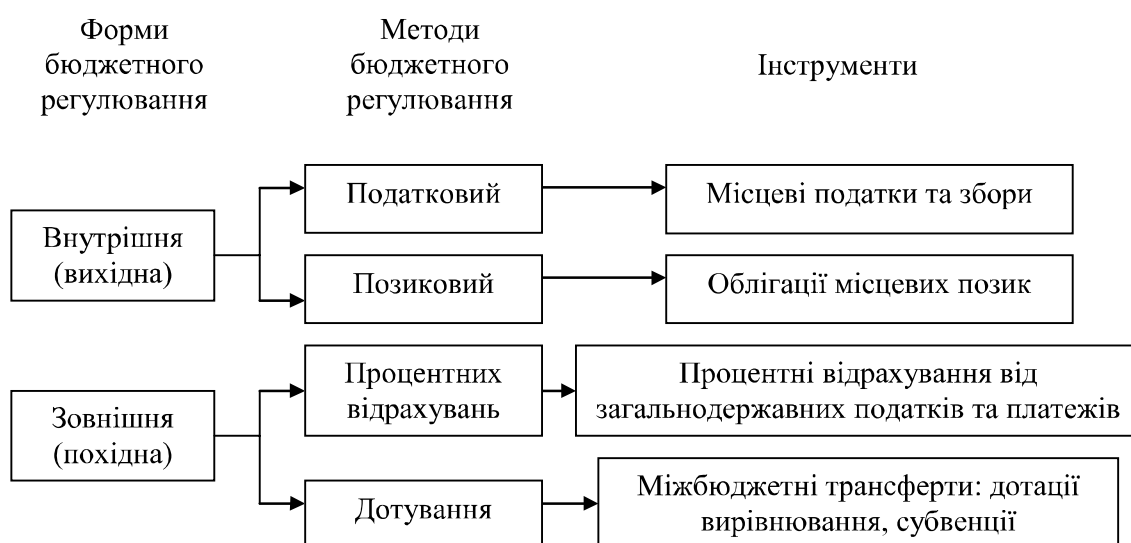 Форми
бюджетного
регулювання
Методи
бюджетного
регулювання
Інструменти
Внутрішня
(вихідна)
Податковий
Місцеві податки та збори
Позиковий
Облігації місцевих позик
Зовнішня
(похідна)
Процентних
відрахувань
Процентні відрахування від
загальнодержавних податків та платежів
Дотування
Міжбюджетні трансферти: дотації
вирівнювання, субвенції